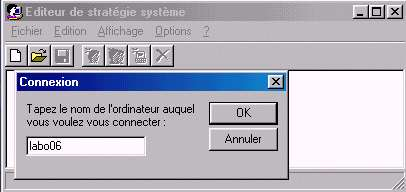 Editeur de stratégie système
Fichier Edition Affichage Options ?
Connexion
Tapez le nom de l'ordinateur auquel
vous voulez vous connecter :
OK
labo06
Annuler